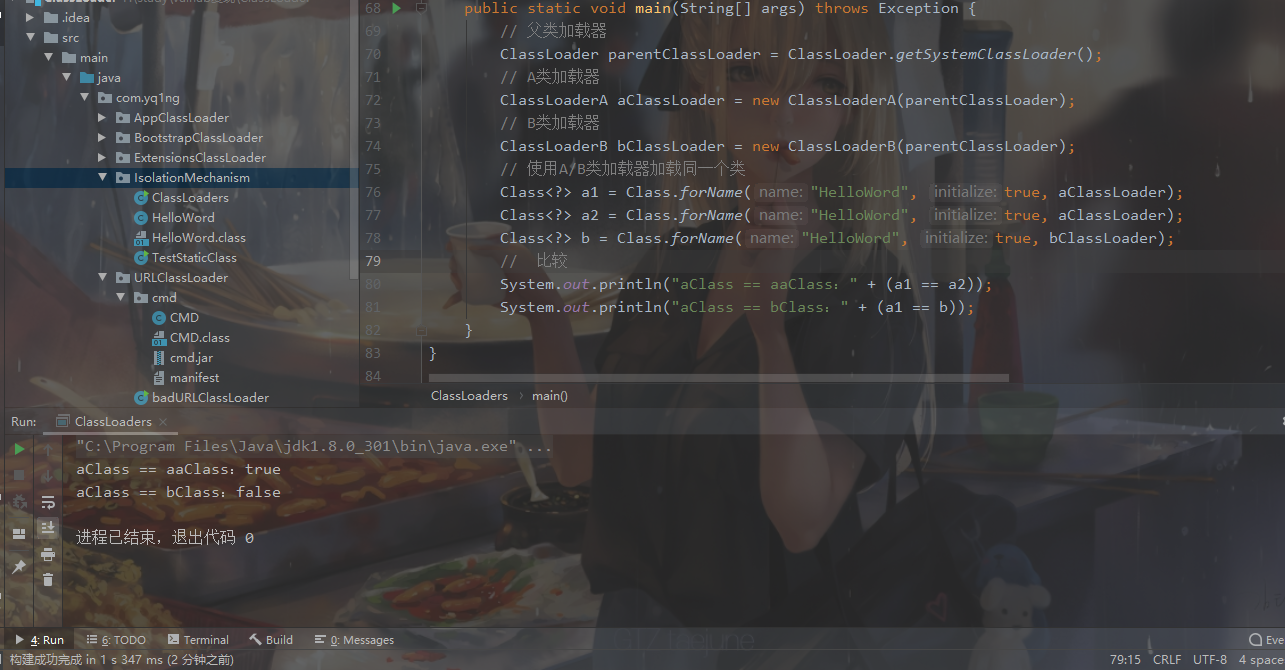 .idea
src
main
java
com.yq1ng
AppClassLoader
BootstrapClassLoader
ExtensionsClassLoader
IsolationMechanism
ClassLoaders
HelloWord
HelloWord.class
TestStaticClass
URLClassLoader
cmd
CMD
CMD.class
cmd.jar
manifest
badURLClassLoader
68 public static void main(String[] args) throws Exception {
69 // 父类加载器
70 ClassLoader parentClassLoader = ClassLoader.getSystemClassLoader();
71 // A类加载器
72 ClassLoaderA aClassLoader = new ClassLoaderA(parentClassLoader);
73 // B类加载器
74 ClassLoaderB bClassLoader = new ClassLoaderB(parentClassLoader);
75 // 使用A/B类加载器加载同一个类
76 Class<?> a1 = Class.forName( name: "HelloWord", initialize: true, aClassLoader);
77 Class<?> a2 = Class.forName( name: "HelloWord", initialize: true, aClassLoader);
78 Class<?> b = Class.forName( name: "HelloWord", initialize: true, bClassLoader);
79 // 比较
80 System.out.println("aClass == aaClass：" + (a1 == a2));
81 System.out.println("aClass == bClass：" + (a1 == b));
82 }
83 }
84
ClassLoaders › main()
Run: ClassLoaders ×
"C:\Program Files\Java\jdk1.8.0_301\bin\java.exe" ...
aClass == aaClass：true
aClass == bClass：false
进程已结束，退出代码 0
4: Run 6: TODO Terminal Build 0: Messages Eve
构建成功完成 in 1 s 347 ms (2 分钟之前) 79:15 CRLF UTF-8 4 space